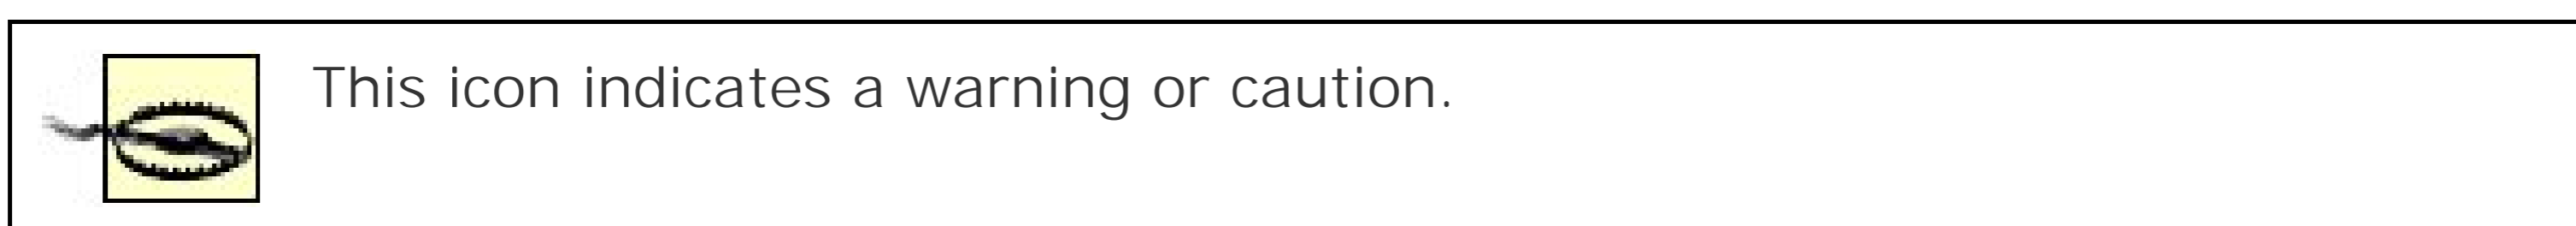 This icon indicates a warning or caution.